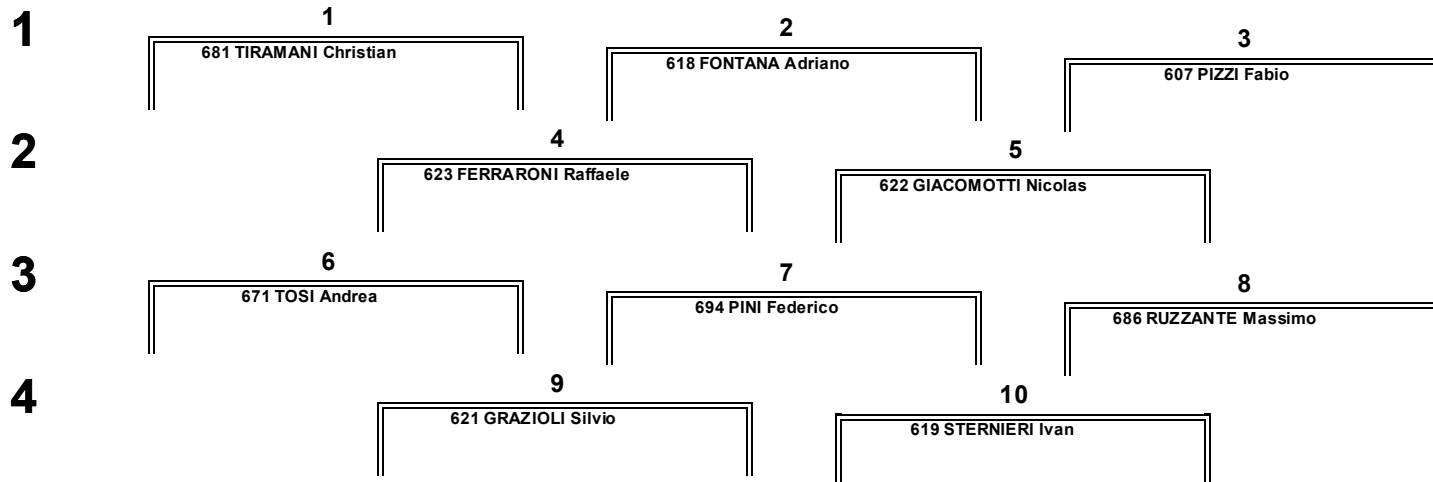 1
1
681 TIRAMANI Christian
2
618 FONTANA Adriano
3
607 PIZZI Fabio
2
4
623 FERRARONI Raffaele
5
622 GIACOMOTTI Nicolas
3
6
671 TOSI Andrea
7
694 PINI Federico
8
686 RUZZANTE Massimo
4
9
621 GRAZIOLI Silvio
10
619 STERNIERI Ivan